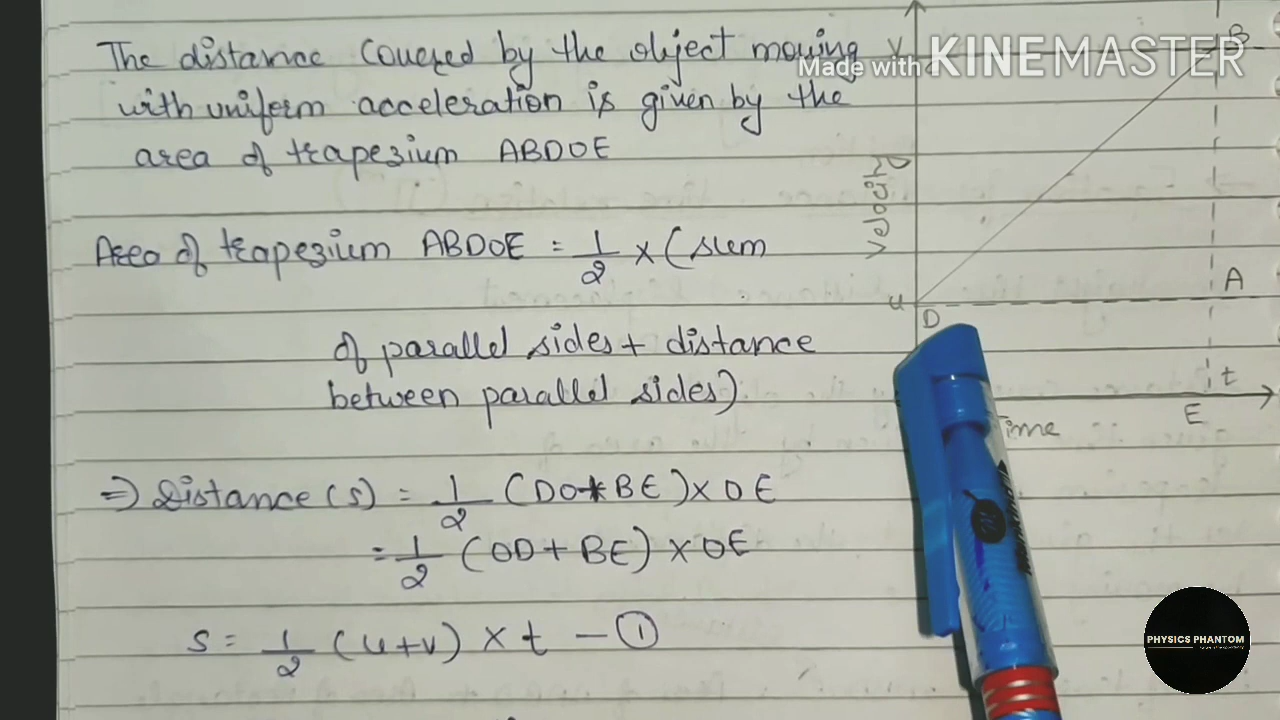 The distance covered by the object moving
with uniform acceleration is given by the
area of trapezium ABDOE
Area of trapezium ABDOE = 1/2 × (sum
of parallel sides + distance
between parallel sides)
⇒ Distance (s) = 1/2 (DO+BE) × OE
= 1/2 (OD + BE) × OE
s = 1/2 (u+v) × t — ①
V
B
Made with KINEMASTER
C
Velocity
u
D
A
t
E
Time
PHYSICS PHANTOM